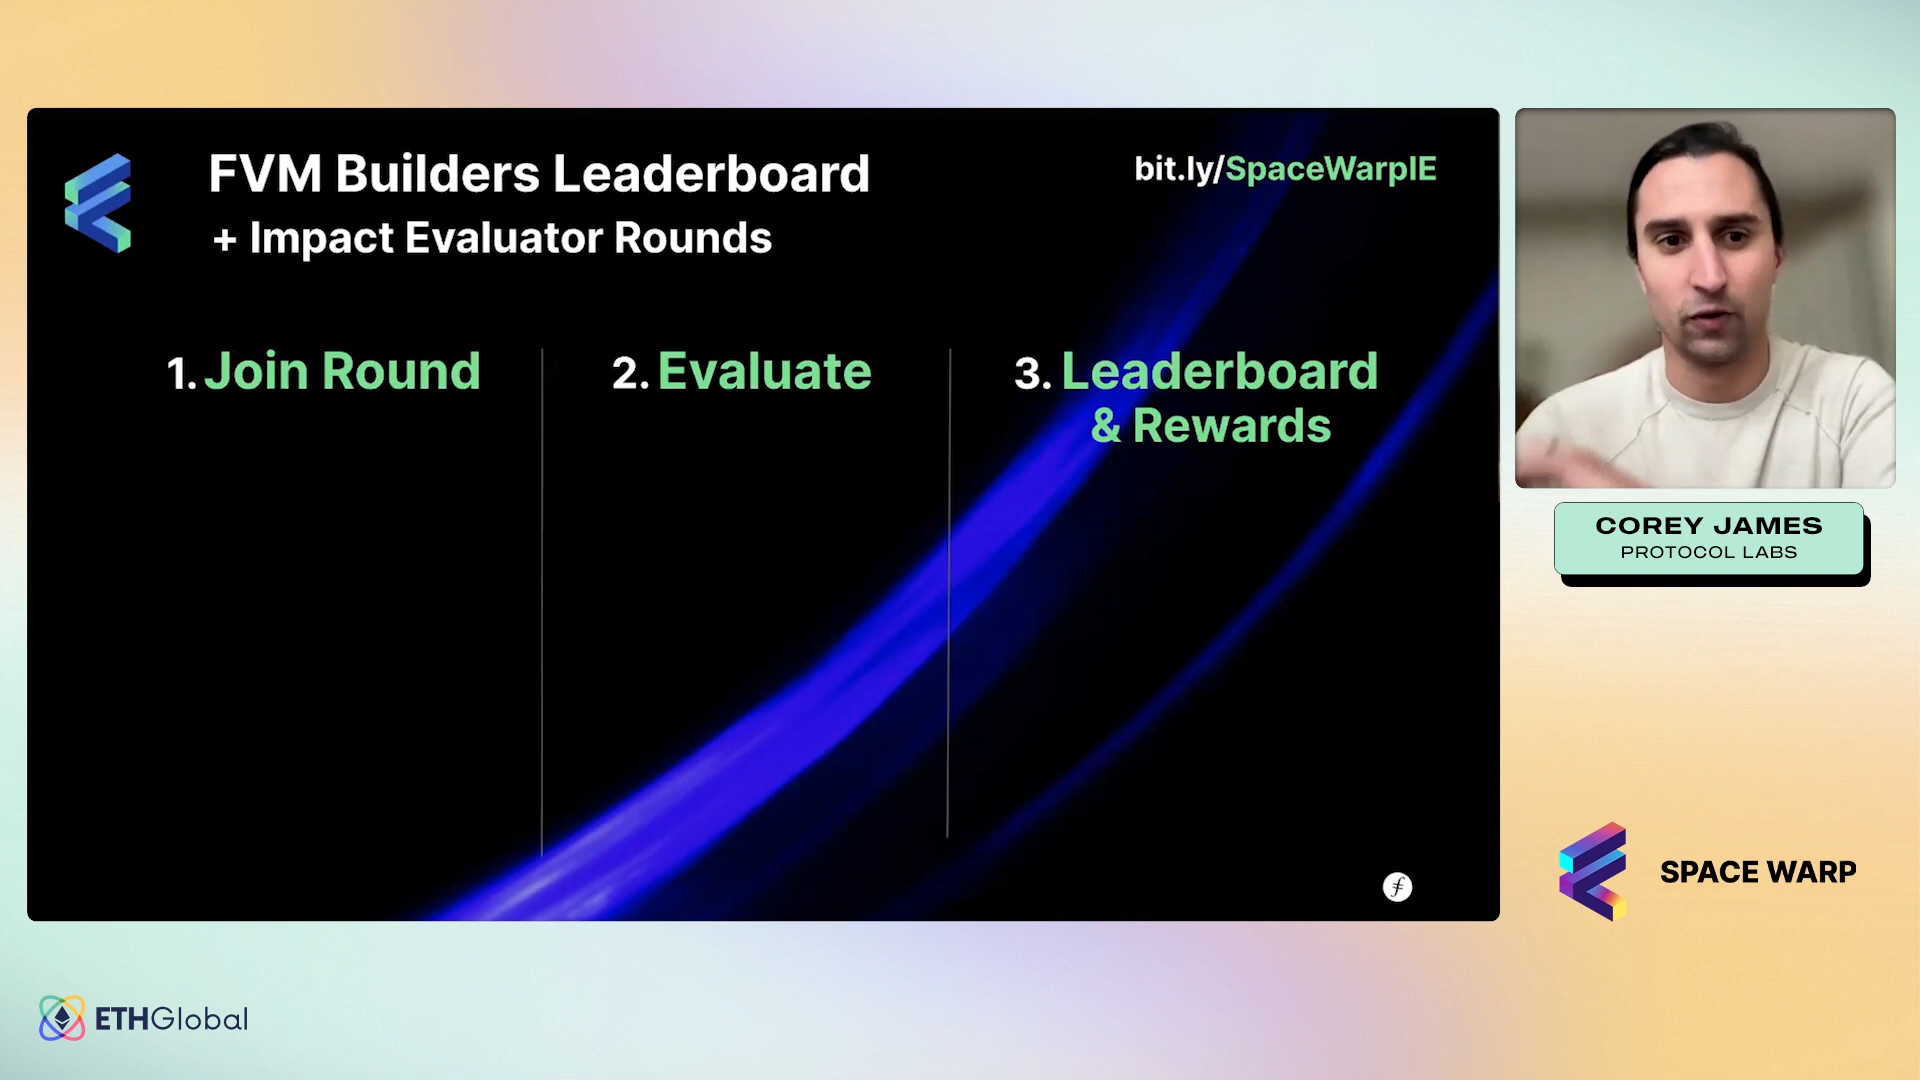 FVM Builders Leaderboard
+ Impact Evaluator Rounds
bit.ly/SpaceWarpIE
1. Join Round
2. Evaluate
3. Leaderboard
& Rewards
COREY JAMES
PROTOCOL LABS
SPACE WARP
ETHGlobal